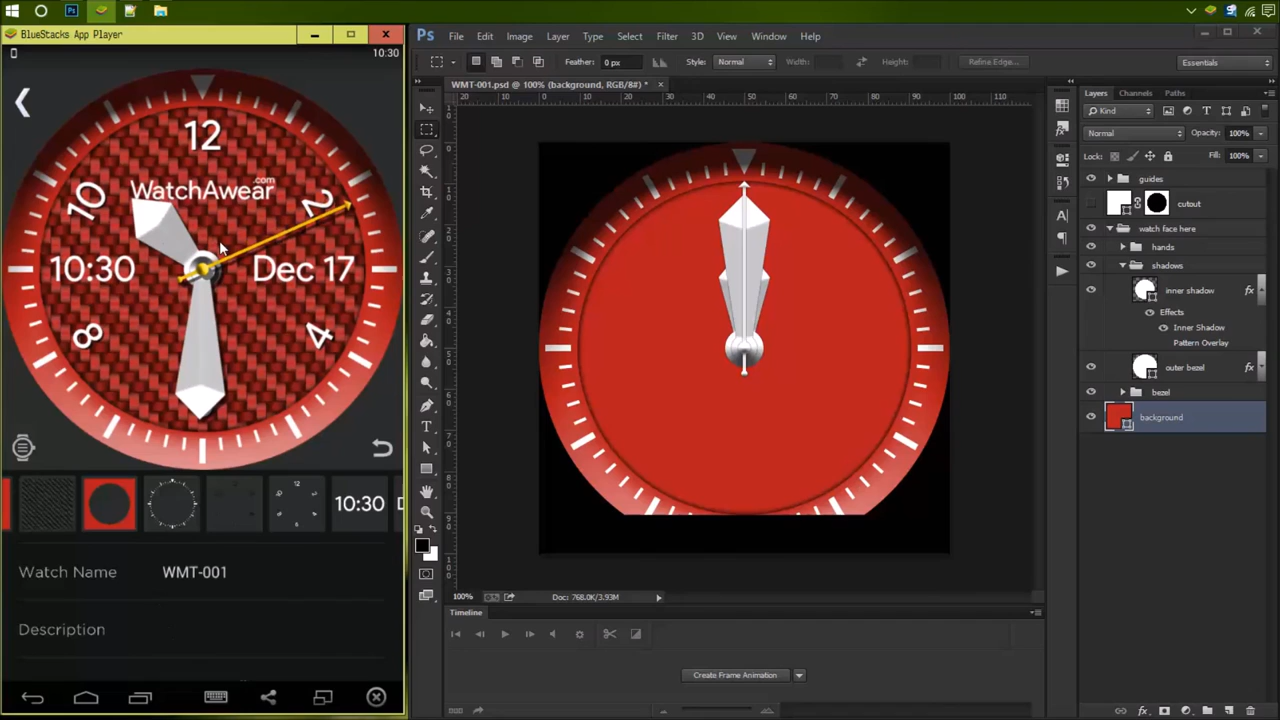 BlueStacks App Player
10:30
12
WatchAwear.com
10
2
10:30
Dec 17
8
4
12
10:30
Watch Name
WMT-001
Description
Ps
File
Edit
Image
Layer
Type
Select
Filter
3D
View
Window
Help
Feather:
0 px
Style:
Normal
Width:
Height:
Refine Edge...
Essentials
WMT-001.psd @ 100% (background, RGB/8#) *
100%
Doc: 768.0K/3.93M
Timeline
Create Frame Animation
Layers
Channels
Paths
Kind
Normal
Opacity:
100%
Lock:
Fill:
100%
guides
cutout
watch face here
hands
shadows
inner shadow
fx
Effects
Inner Shadow
Pattern Overlay
outer bezel
fx
bezel
background